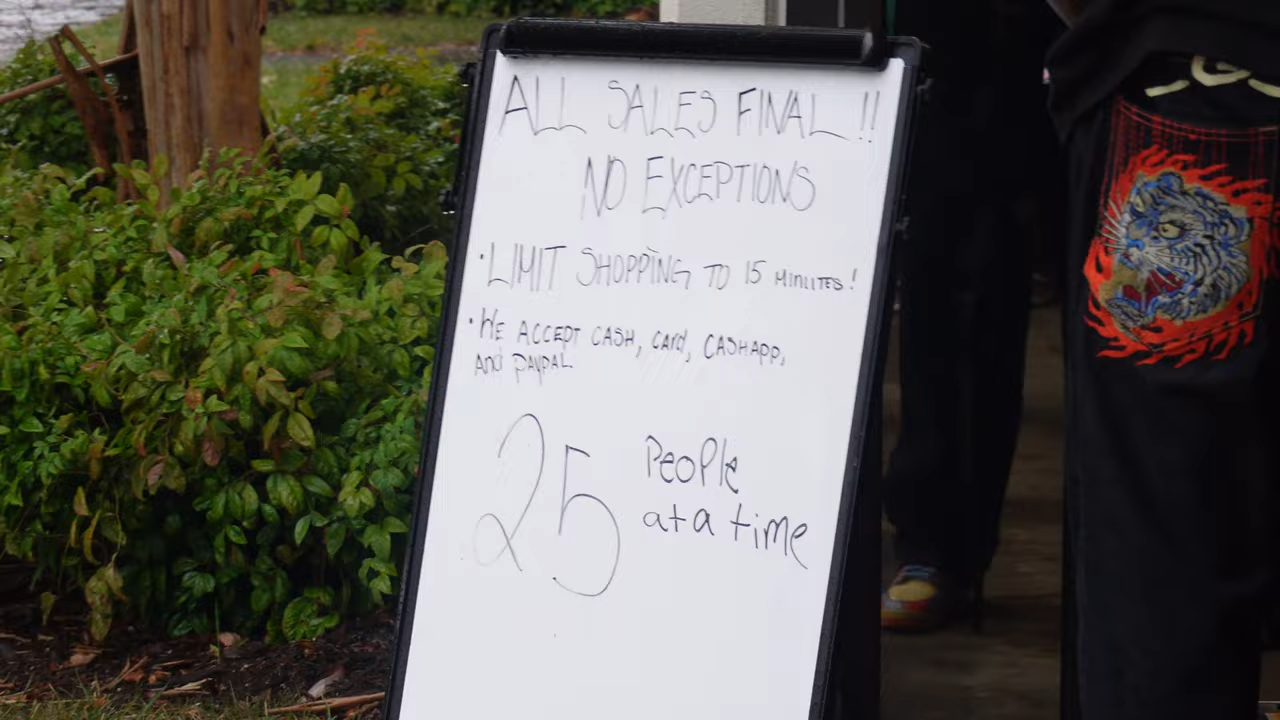 ALL SALES FINAL!!
NO EXCEPTIONS
• LIMIT SHOPPING TO 15 MINUTES!
• WE ACCEPT CASH, CARD, CASHAPP,
AND PAYPAL.
25 People
at a time